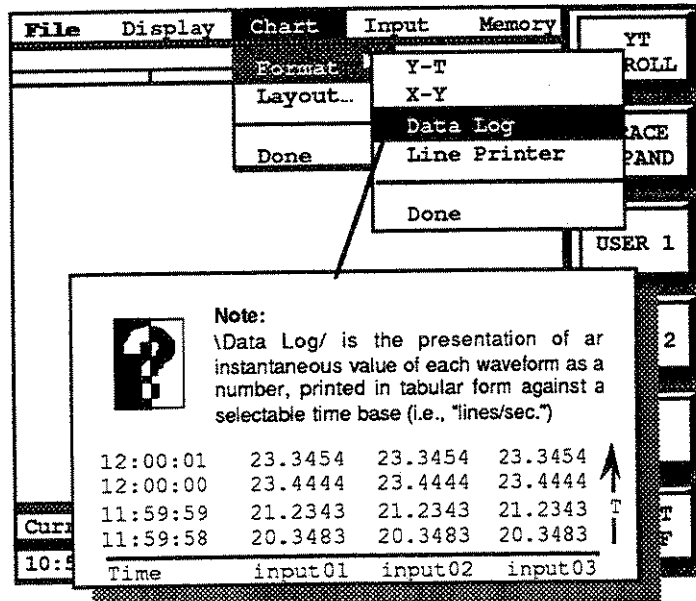 File Display Chart Input Memory
Format…
Layout…
Done
Y-T
X-Y
Data Log
Line Printer
Done
YT
ROLL
ACE
PAND
USER 1
2
T
F
Note:
\Data Log/ is the presentation of ar
instantaneous value of each waveform as a
number, printed in tabular form against a
selectable time base (i.e., "lines/sec.")
12:00:01 23.3454 23.3454 23.3454
12:00:00 23.4444 23.4444 23.4444
11:59:59 21.2343 21.2343 21.2343 T
11:59:58 20.3483 20.3483 20.3483
Time input01 input02 input03
Curr
10:5